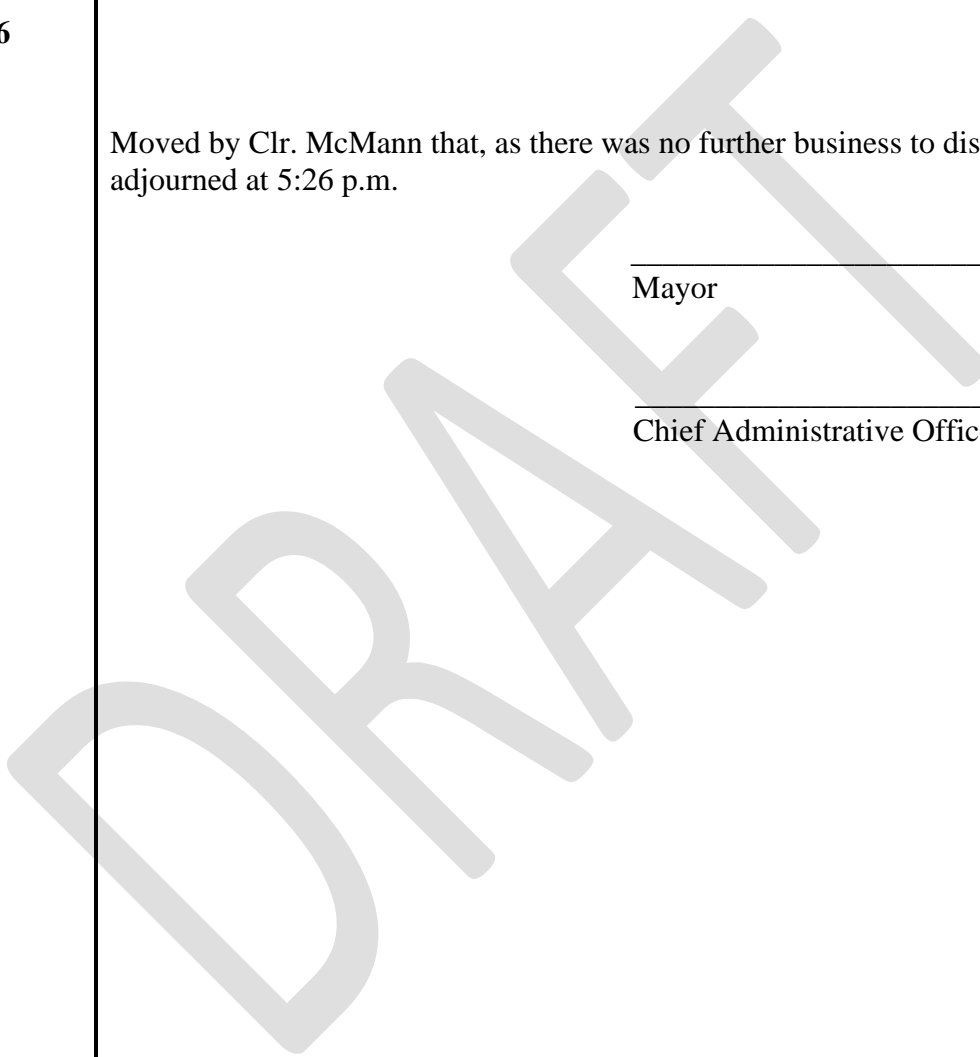 6
Moved by Clr. McMann that, as there was no further business to dis
adjourned at 5:26 p.m.
Mayor
Chief Administrative Offic
DRAFT